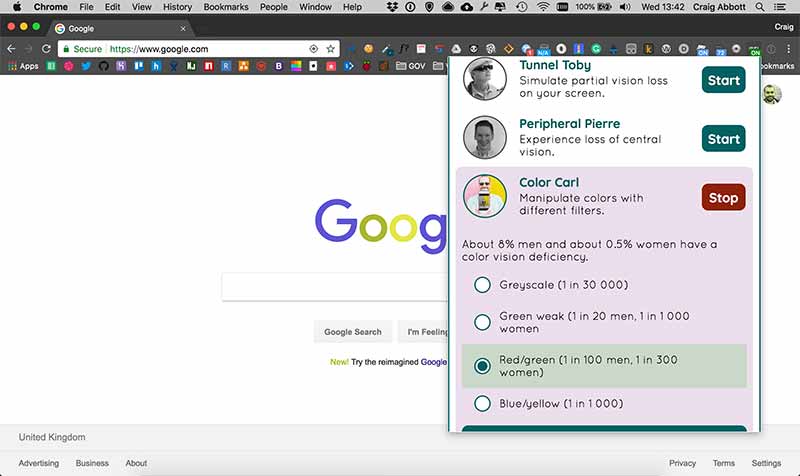 Chrome File Edit View History Bookmarks People Window Help 100% Wed 13:42 Craig Abbott
Google Craig
Secure https://www.google.com
Apps GOV
Tunnel Toby
Simulate partial vision loss
on your screen.
Start
Peripheral Pierre
Experience loss of central
vision.
Start
Color Carl
Manipulate colors with
different filters.
Stop
About 8% men and about 0.5% women have a
color vision deficiency.
Greyscale (1 in 30 000)
Green weak (1 in 20 men, 1 in 1 000
women
Red/green (1 in 100 men, 1 in 300
women)
Blue/yellow (1 in 1 000)
Goog
Google Search I'm Feeling
New! Try the reimagined Google
United Kingdom
Advertising Business About Privacy Terms Settings